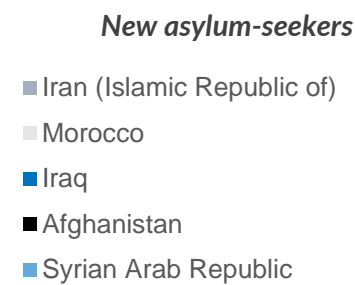 New asylum-seekers
Iran (Islamic Republic of)
Morocco
Iraq
Afghanistan
Syrian Arab Republic